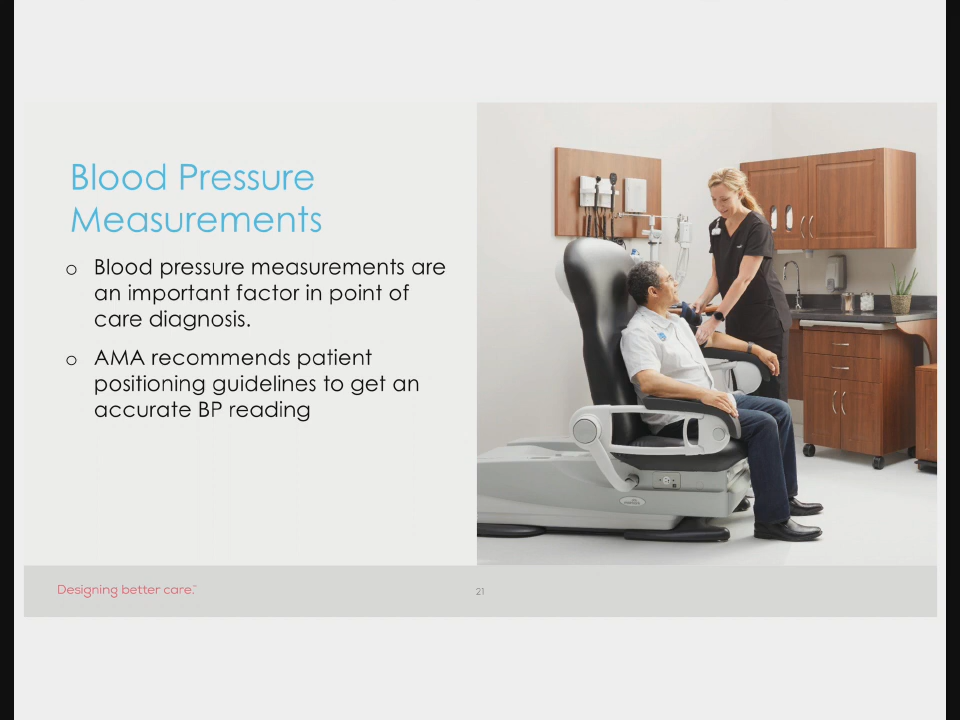 Blood Pressure
Measurements
o Blood pressure measurements are
an important factor in point of
care diagnosis.
o AMA recommends patient
positioning guidelines to get an
accurate BP reading
Designing better care.™
21